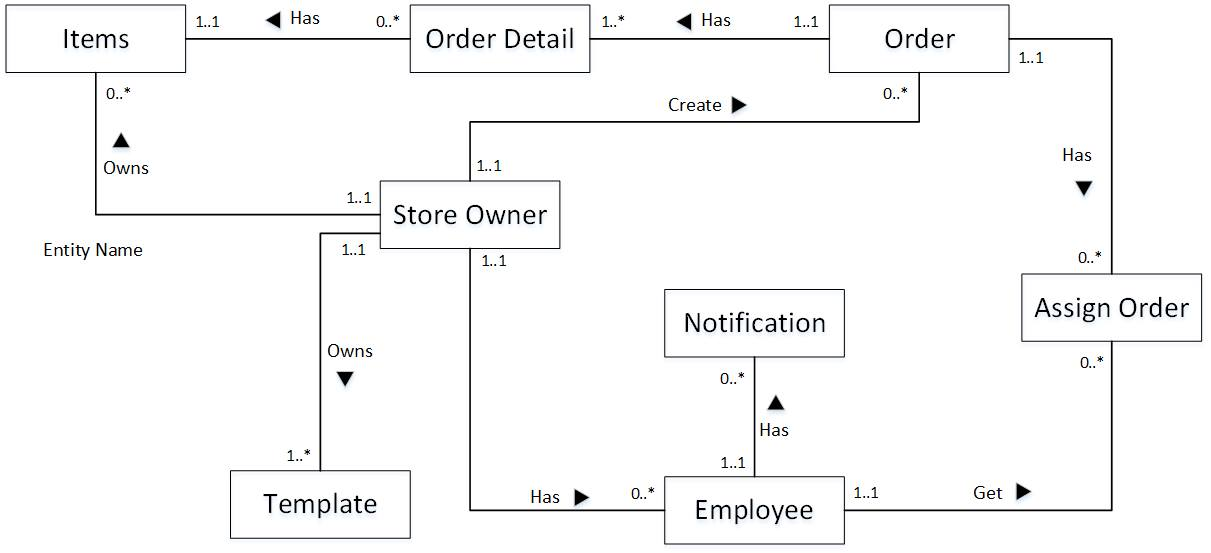 Items
1..1
Has
0..*
Order Detail
1..*
Has
1..1
Order
1..1
0..*
Owns
Create
0..*
1..1
Has
1..1
Store Owner
1..1
1..1
Entity Name
0..*
Assign Order
0..*
Notification
0..*
Has
1..1
Owns
1..*
Template
Has
0..*
Employee
1..1
Get